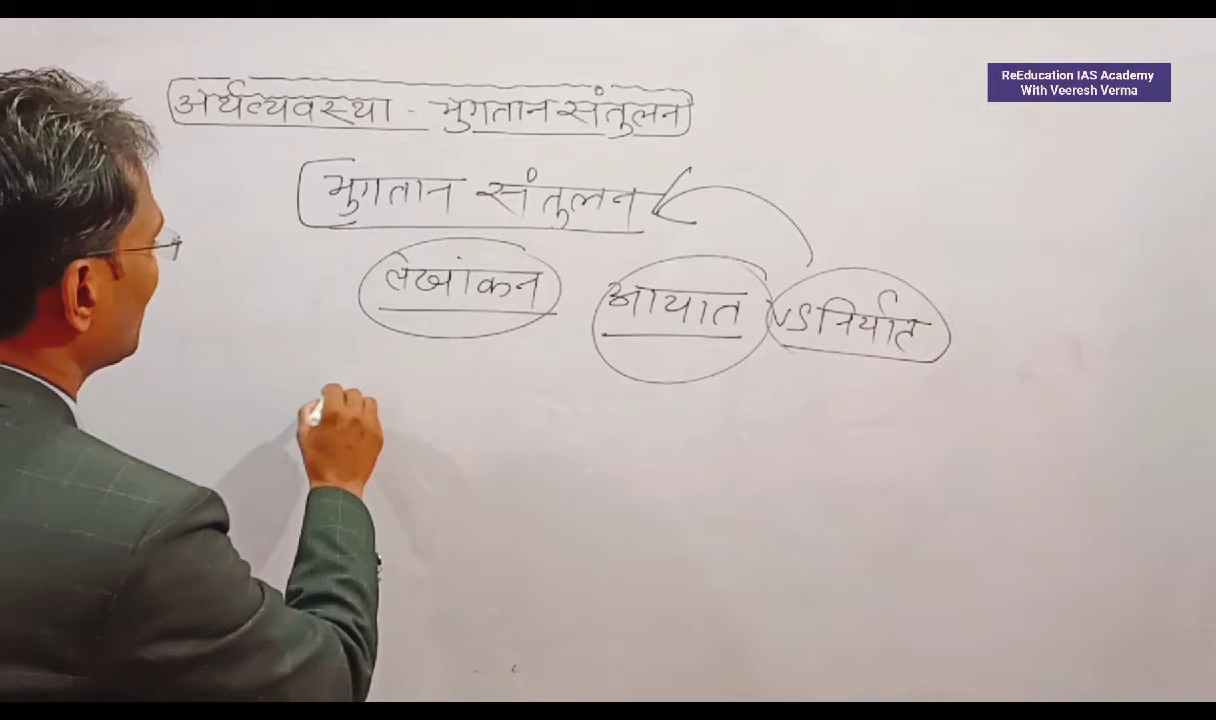 अर्थव्यवस्था - भुगतान संतुलन
भुगतान संतुलन
लेखांकन आयात VS निर्यात
ReEducation IAS Academy
With Veeresh Verma